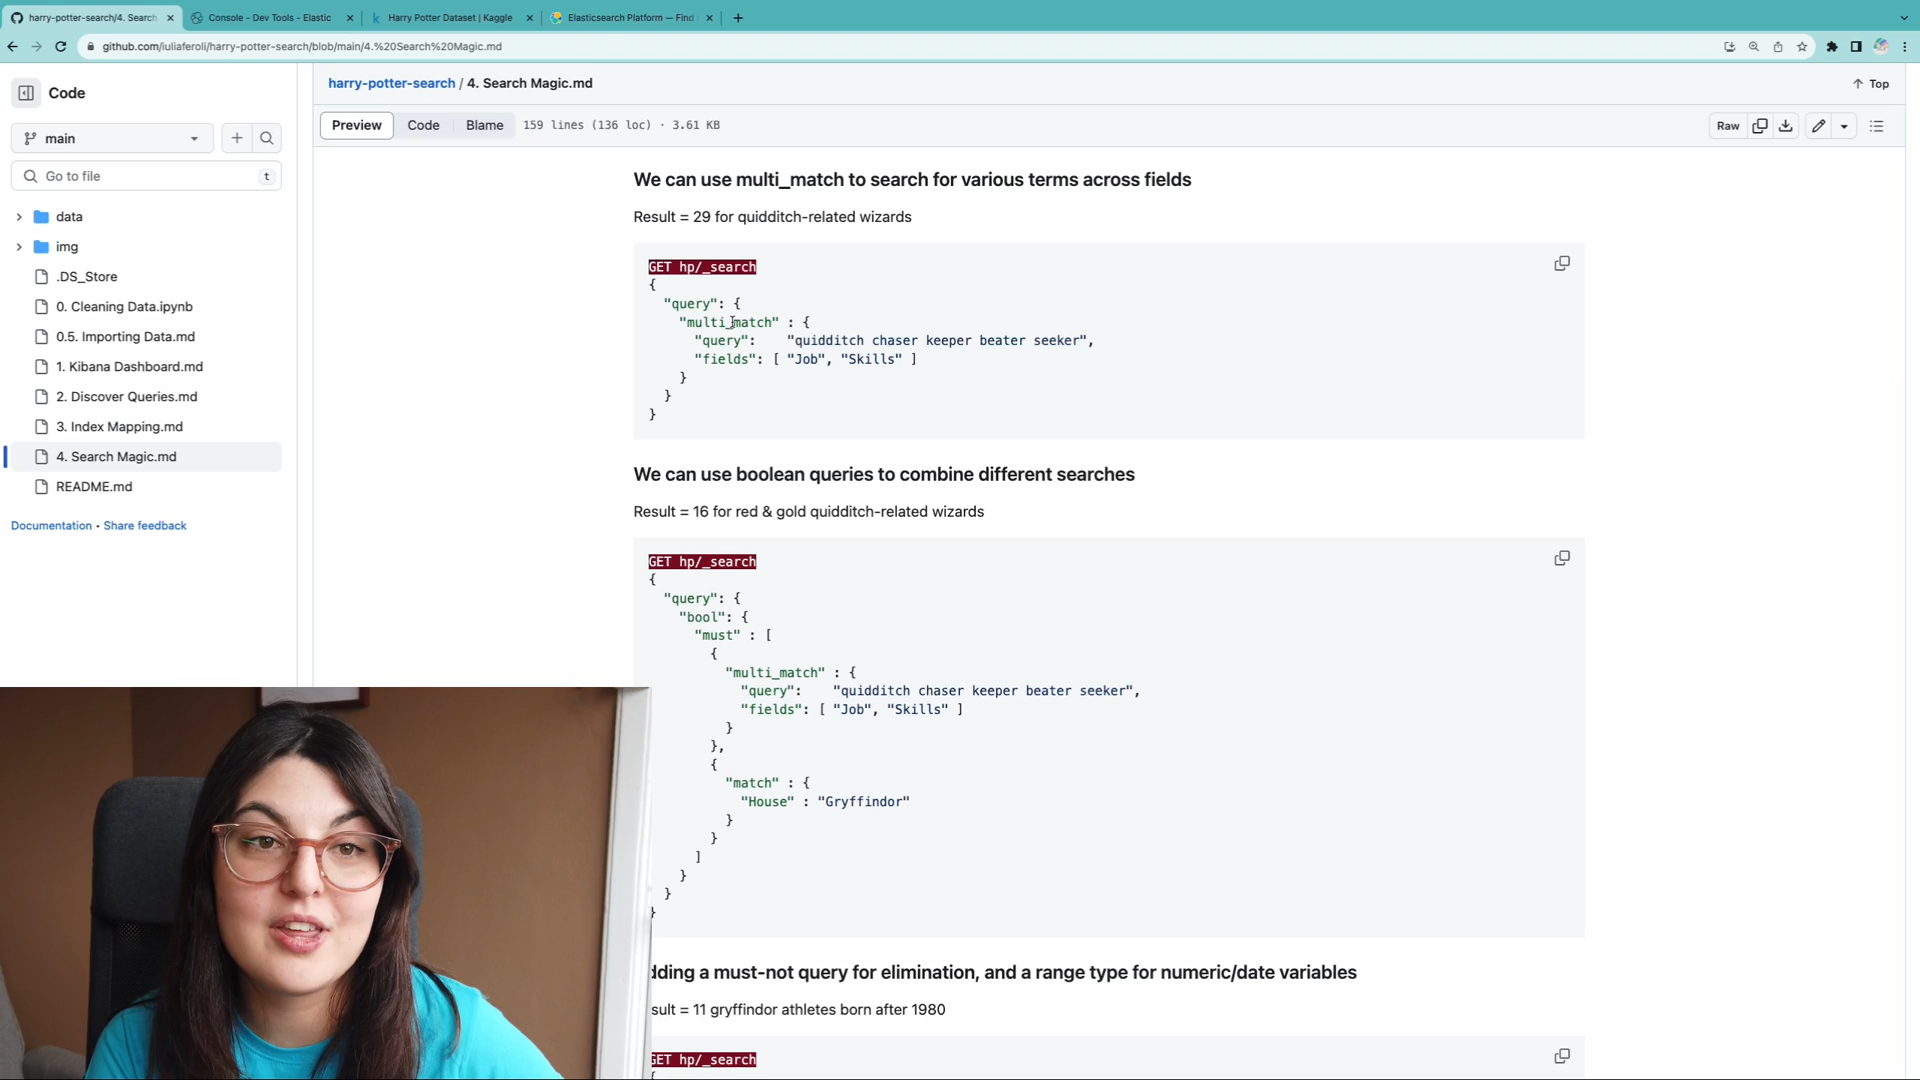 harry-potter-search/4. Search
Console - Dev Tools - Elastic
Harry Potter Dataset | Kaggle
Elasticsearch Platform — Find
github.com/iuliaferoli/harry-potter-search/blob/main/4.%20Search%20Magic.md
Code
harry-potter-search / 4. Search Magic.md
Top
main
Preview Code Blame 159 lines (136 loc) · 3.61 KB
Raw
Go to file
t
data
img
.DS_Store
0. Cleaning Data.ipynb
0.5. Importing Data.md
1. Kibana Dashboard.md
2. Discover Queries.md
3. Index Mapping.md
4. Search Magic.md
README.md
Documentation • Share feedback
We can use multi_match to search for various terms across fields
Result = 29 for quidditch-related wizards
GET hp/_search
{
"query": {
"multi_match" : {
"query": "quidditch chaser keeper beater seeker",
"fields": [ "Job", "Skills" ]
}
}
}
We can use boolean queries to combine different searches
Result = 16 for red & gold quidditch-related wizards
GET hp/_search
{
"query": {
"bool": {
"must" : [
{
"multi_match" : {
"query": "quidditch chaser keeper beater seeker",
"fields": [ "Job", "Skills" ]
}
},
{
"match" : {
"House" : "Gryffindor"
}
}
]
}
}
}
dding a must-not query for elimination, and a range type for numeric/date variables
sult = 11 gryffindor athletes born after 1980
GET hp/_search
{